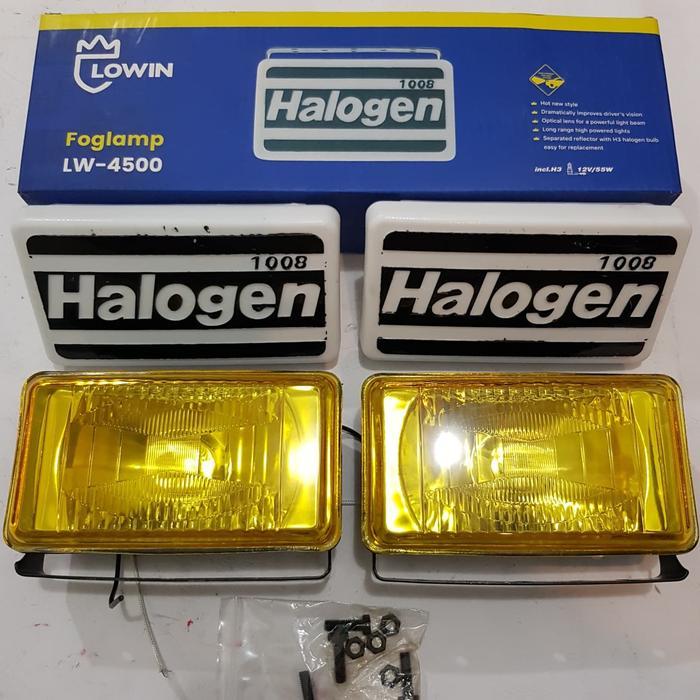 LOWIN
Foglamp
LW-4500
1008
Halogen
Hot new style
Dramatically improves driver's vision
Optical lens for a powerful light beam
Long range high powered lights
Separated reflector with H3 halogen bulb
easy for replacement
incl.H3 12V/55W
1008
Halogen
1008
Halogen